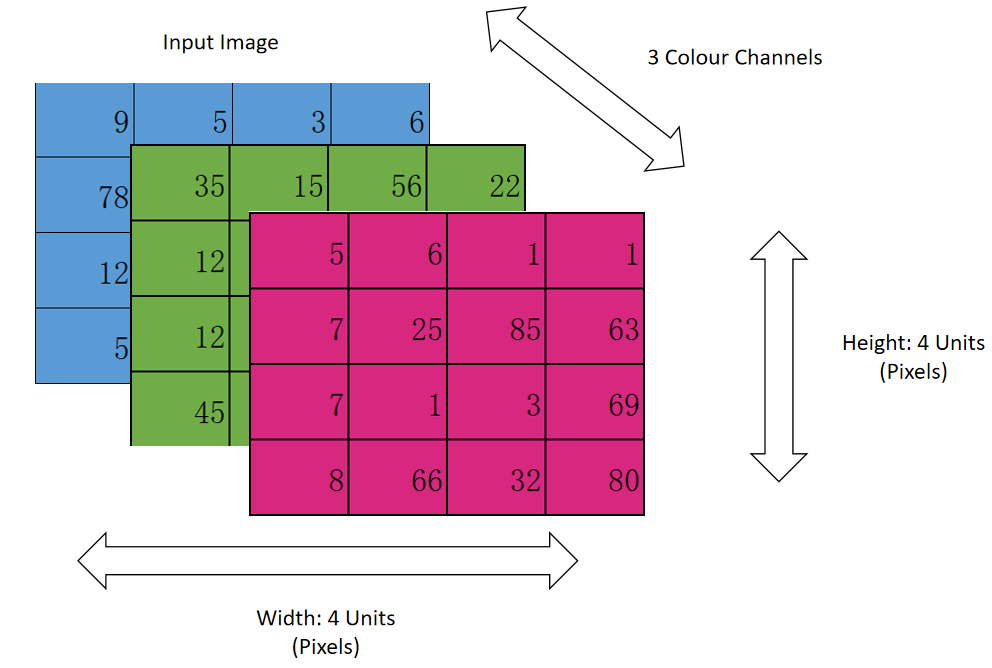 Input Image
3 Colour Channels
9 5 3 6
78 35 15 56 22
12 12 5 6 1 1
5 12 7 25 85 63
45 7 1 3 69
8 66 32 80
Height: 4 Units
(Pixels)
Width: 4 Units
(Pixels)